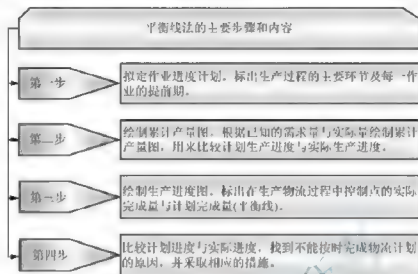 平衡线法的主要步骤和内容
第一步
拟定作业进度计划，标出生产过程的主要环节及每一作
业的提前期。
第二步
绘制累计产量图，根据已知的需求量与实际量绘制累计
产量图，用来比较计划生产进度与实际生产进度。
第三步
绘制生产进度图，标出在生产物流过程中控制点的实际
完成量与计划完成量(平衡线)。
第四步
比较计划进度与实际进度，找到不能按时完成物流计划
的原因，并采取相应的措施。